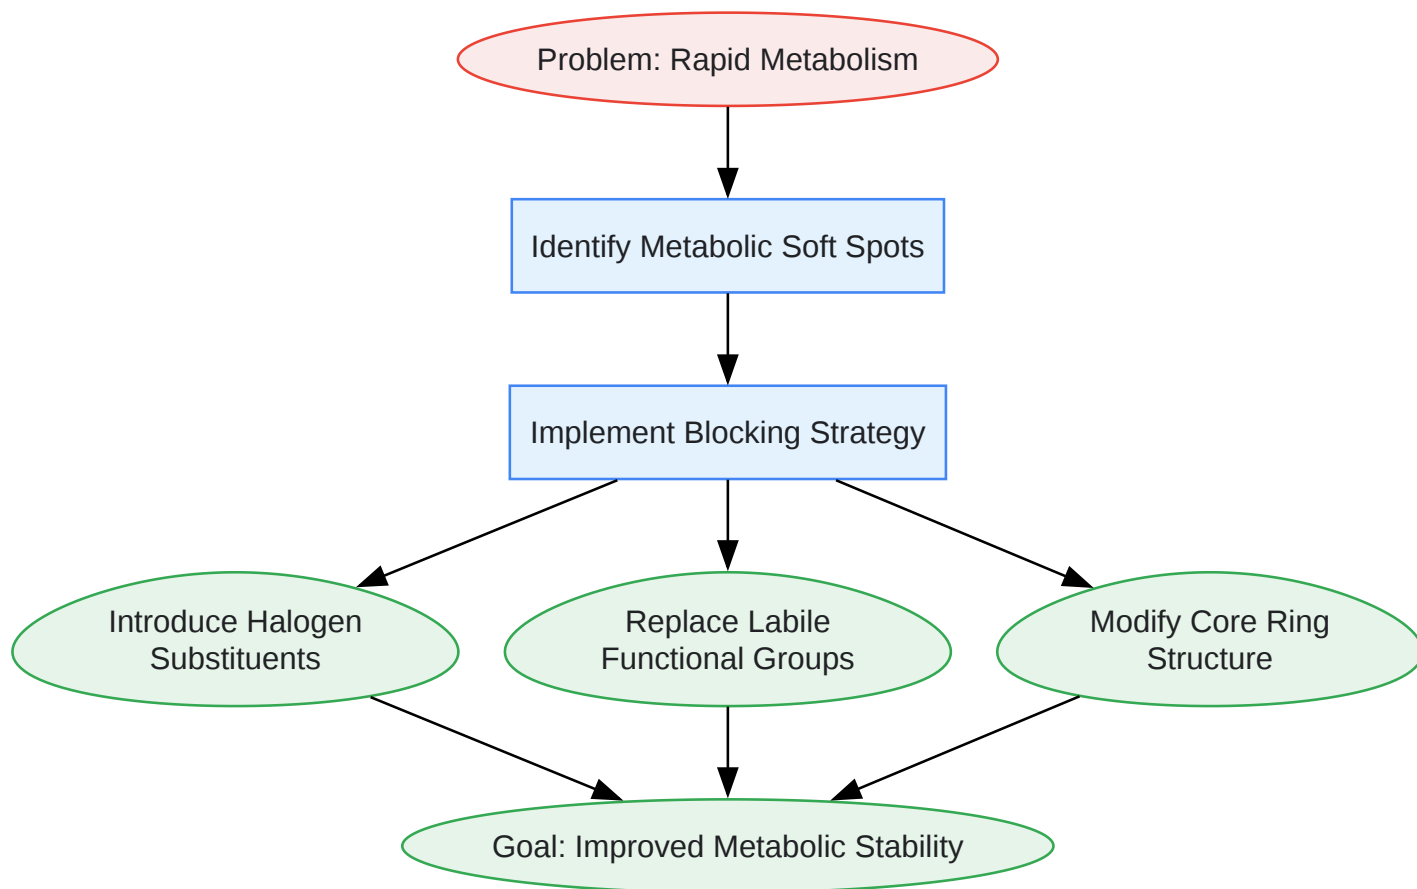 Problem: Rapid Metabolism
Identify Metabolic Soft Spots
Implement Blocking Strategy
Introduce Halogen
Substituents
Replace Labile
Functional Groups
Modify Core Ring
Structure
Goal: Improved Metabolic Stability